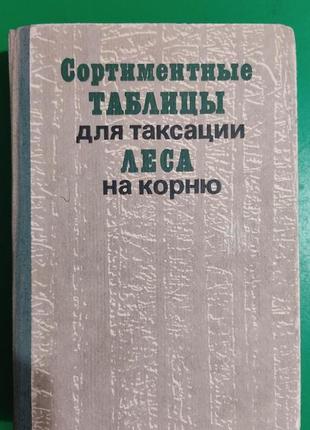 Сортиментные
ТАБЛИЦЫ
для таксации
ЛЕСА
на корню